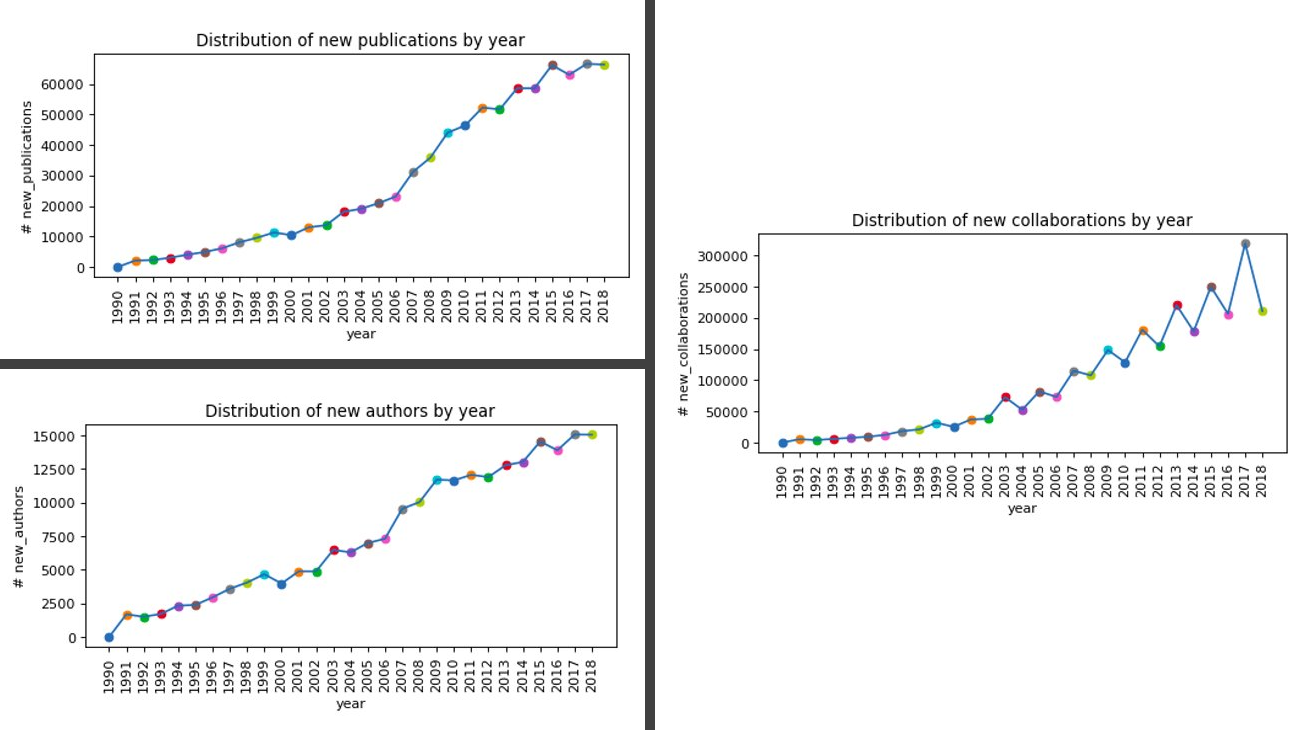 Distribution of new publications by year
# new_publications
60000
50000
40000
30000
20000
10000
0
1990 1991 1992 1993 1994 1995 1996 1997 1998 1999 2000 2001 2002 2003 2004 2005 2006 2007 2008 2009 2010 2011 2012 2013 2014 2015 2016 2017 2018
year
Distribution of new authors by year
# new_authors
15000
12500
10000
7500
5000
2500
0
1990 1991 1992 1993 1994 1995 1996 1997 1998 1999 2000 2001 2002 2003 2004 2005 2006 2007 2008 2009 2010 2011 2012 2013 2014 2015 2016 2017 2018
year
Distribution of new collaborations by year
# new_collaborations
300000
250000
200000
150000
100000
50000
0
1990 1991 1992 1993 1994 1995 1996 1997 1998 1999 2000 2001 2002 2003 2004 2005 2006 2007 2008 2009 2010 2011 2012 2013 2014 2015 2016 2017 2018
year